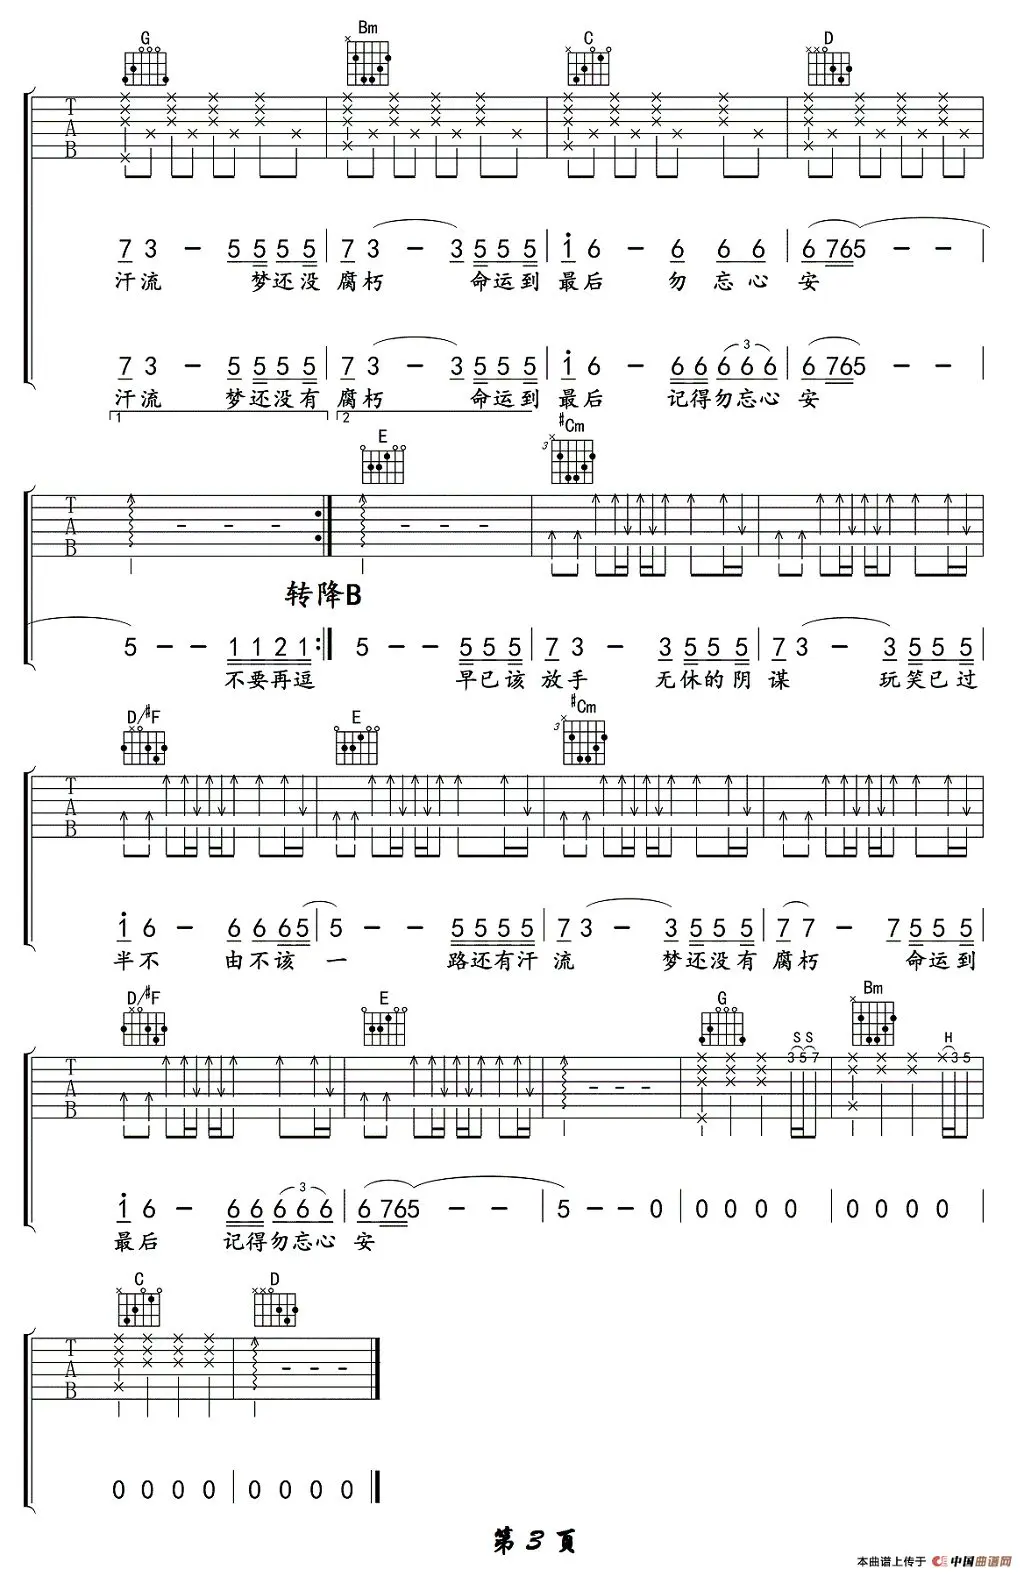 G Bm C D
T
A
B
7 3 - 5 5 5 5 7 3 - 3 5 5 5 1 6 - 6 6 6 6 7 6 5 - -
汗流 梦还没 腐朽 命运到 最后 勿 忘 心 安
3
7 3 - 5 5 5 5 7 3 - 3 5 5 5 1 6 - 6 6 6 6 6 6 7 6 5
汗流 梦还没有 腐朽 命运到 最后 记得勿忘心 安
1 2
E #Cm
3
T
A
B
- - - - - -
转降B
5 - - 1 1 2 1 5 - - 5 5 5 7 3 - 3 5 5 5 7 3 - 3 5 5 5
不要再逗 早已该 放手 无休的阴 谋 玩笑已过
D/#F E #Cm
3
T
A
B
1 6 - 6 6 6 5 5 - - 5 5 5 5 7 3 - 3 5 5 5 7 7 - 7 5 5 5
半不 由不该 一 路还有汗 流 梦还没有 腐朽 命运到
D/#F E G Bm
S S H
T
A
B
3 5 7 3 5
- - -
3
1 6 - 6 6 6 6 6 6 7 6 5 - - 5 - - 0 0 0 0 0 0 0 0 0
最后 记得勿忘心 安
C D
T
A
B
- - -
0 0 0 0 0 0 0 0
第 3 頁
本曲谱上传于 中国曲谱网